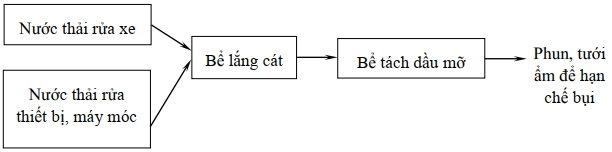 Nước thải rửa xe
Nước thải rửa
thiết bị, máy móc
Bể lắng cát
Bể tách dầu mỡ
Phun, tưới
ẩm để hạn
chế bụi